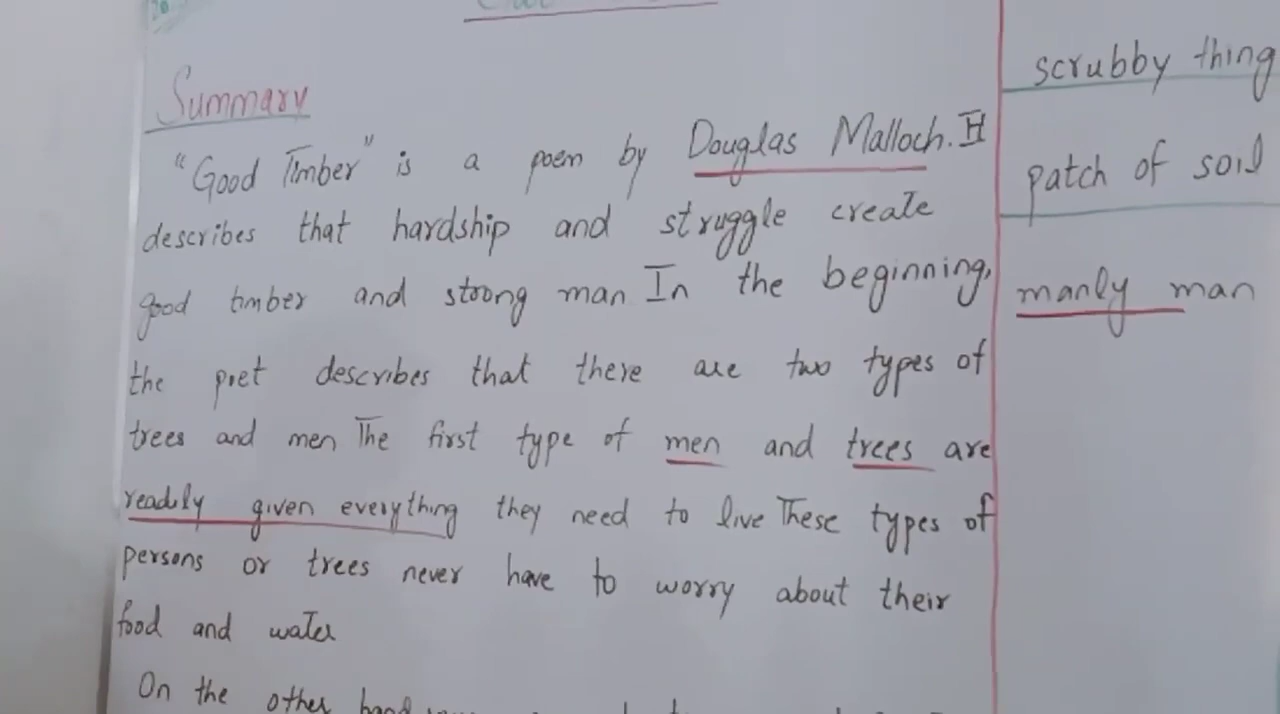 Summary
"Good Timber" is a poem by Douglas Malloch. It
describes that hardship and struggle create
good timber and strong man In the beginning,
the poet describes that there are two types of
trees and men The first type of men and trees are
readily given everything they need to live These types of
persons or trees never have to worry about their
food and water
On the other hand
scrubby thing
patch of soil
manly man